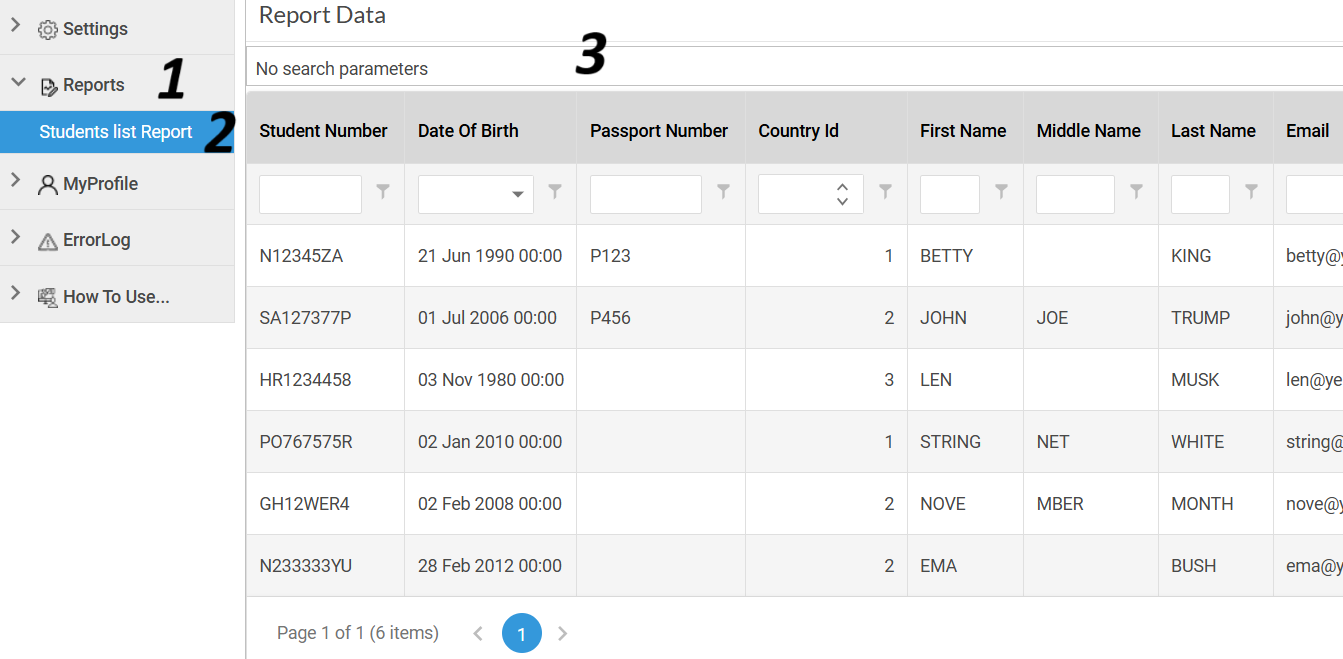 Settings
Reports
1
Students list Report
2
MyProfile
ErrorLog
How To Use...
Report Data
3
No search parameters
Student Number Date Of Birth Passport Number Country Id First Name Middle Name Last Name Email
N12345ZA 21 Jun 1990 00:00 P123 1 BETTY KING betty@y
SA127377P 01 Jul 2006 00:00 P456 2 JOHN JOE TRUMP john@y
HR1234458 03 Nov 1980 00:00 3 LEN MUSK len@ye
PO767575R 02 Jan 2010 00:00 1 STRING NET WHITE string@
GH12WER4 02 Feb 2008 00:00 2 NOVE MBER MONTH nove@y
N233333YU 28 Feb 2012 00:00 2 EMA BUSH ema@y
Page 1 of 1 (6 items) 1